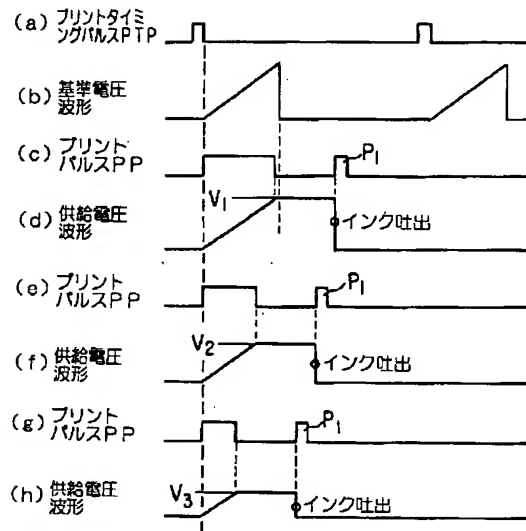 (a) プリントタイミ
ングパルスPTP
(b) 基準電圧
波形
(c) プリント
パルスPP
P1
(d) 供給電圧
波形
V1
インク吐出
(e) プリント
パルスPP
P1
(f) 供給電圧
波形
V2
インク吐出
(g) プリント
パルスPP
P1
(h) 供給電圧
波形
V3
インク吐出